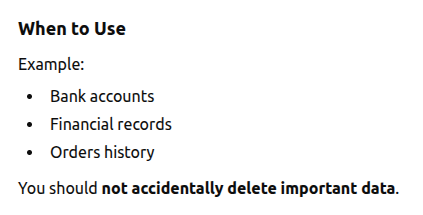 When to Use
Example:
• Bank accounts
• Financial records
• Orders history
You should not accidentally delete important data.